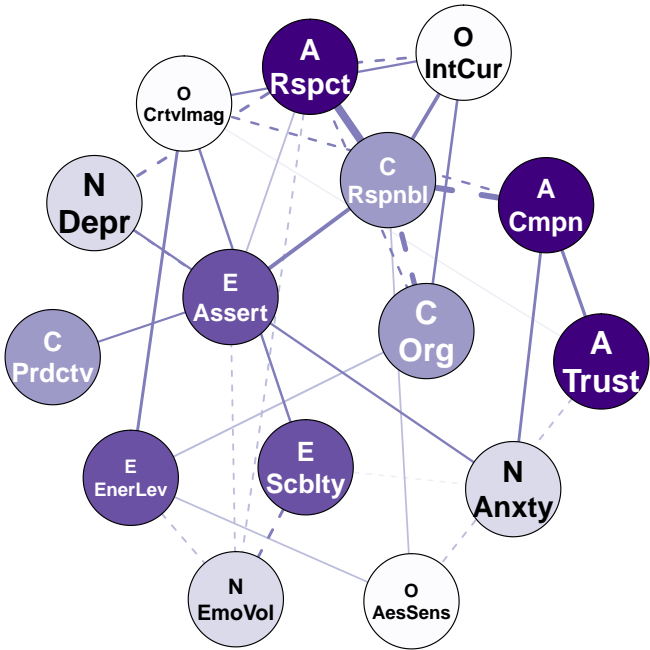 A
Rspct
O
IntCur
O
CrtvImag
C
Rspnbl
N
Depr
A
Cmpn
E
Assert
C
Org
C
Prdctv
A
Trust
E
EnerLev
E
Scblty
N
Anxty
N
EmoVol
O
AesSens